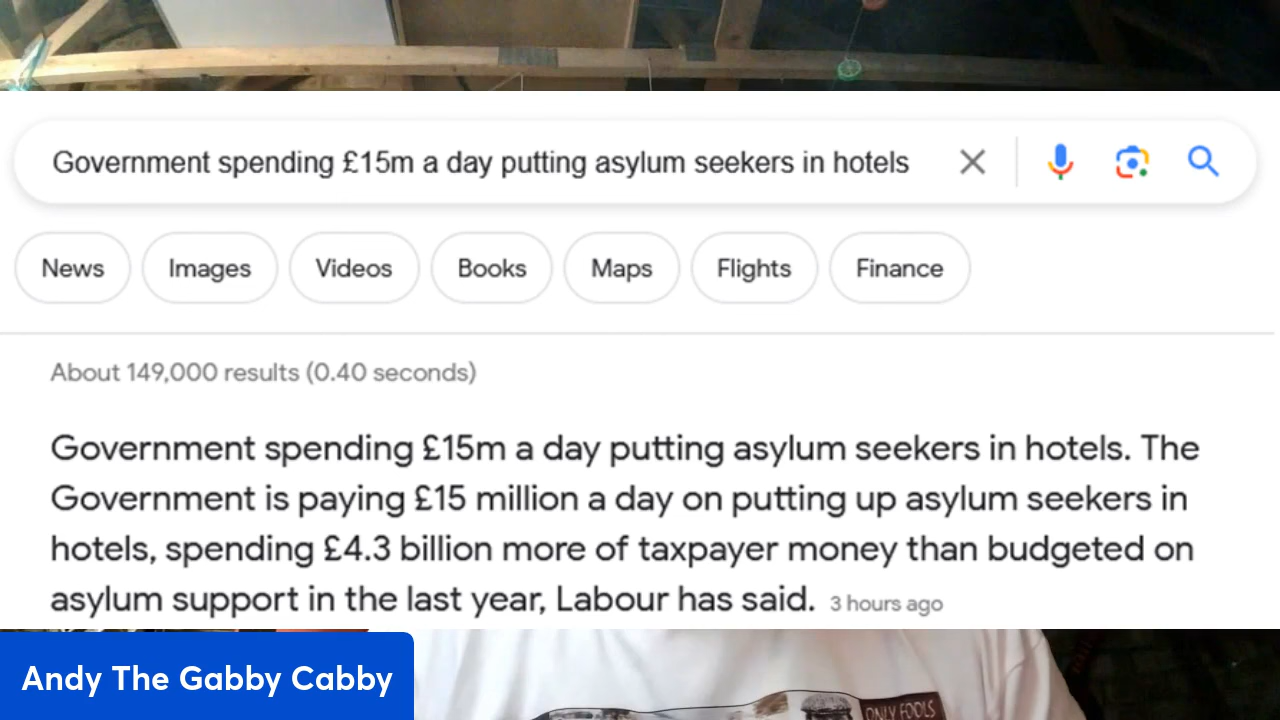 Government spending £15m a day putting asylum seekers in hotels
News Images Videos Books Maps Flights Finance
About 149,000 results (0.40 seconds)
Government spending £15m a day putting asylum seekers in hotels. The
Government is paying £15 million a day on putting up asylum seekers in
hotels, spending £4.3 billion more of taxpayer money than budgeted on
asylum support in the last year, Labour has said. 3 hours ago
Andy The Gabby Cabby
ONLY FOOLS